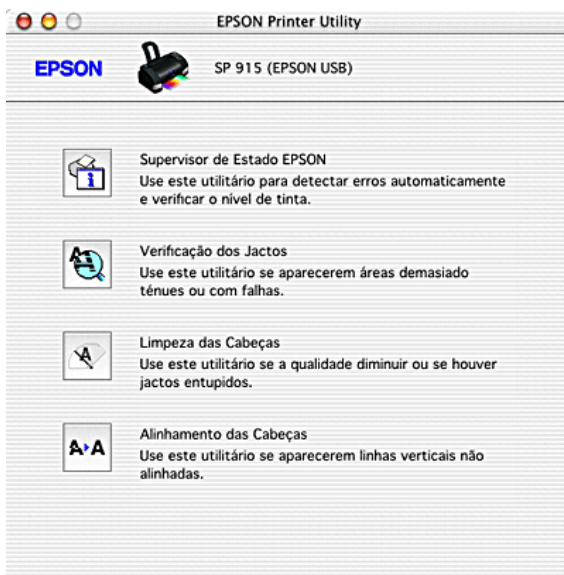 EPSON Printer Utility
EPSON
SP 915 (EPSON USB)
Supervisor de Estado EPSON
Use este utilitário para detectar erros automaticamente
e verificar o nível de tinta.
Verificação dos Jactos
Use este utilitário se aparecerem áreas demasiado
ténues ou com falhas.
Limpeza das Cabeças
Use este utilitário se a qualidade diminuir ou se houver
jactos entupidos.
Alinhamento das Cabeças
Use este utilitário se aparecerem linhas verticais não
alinhadas.